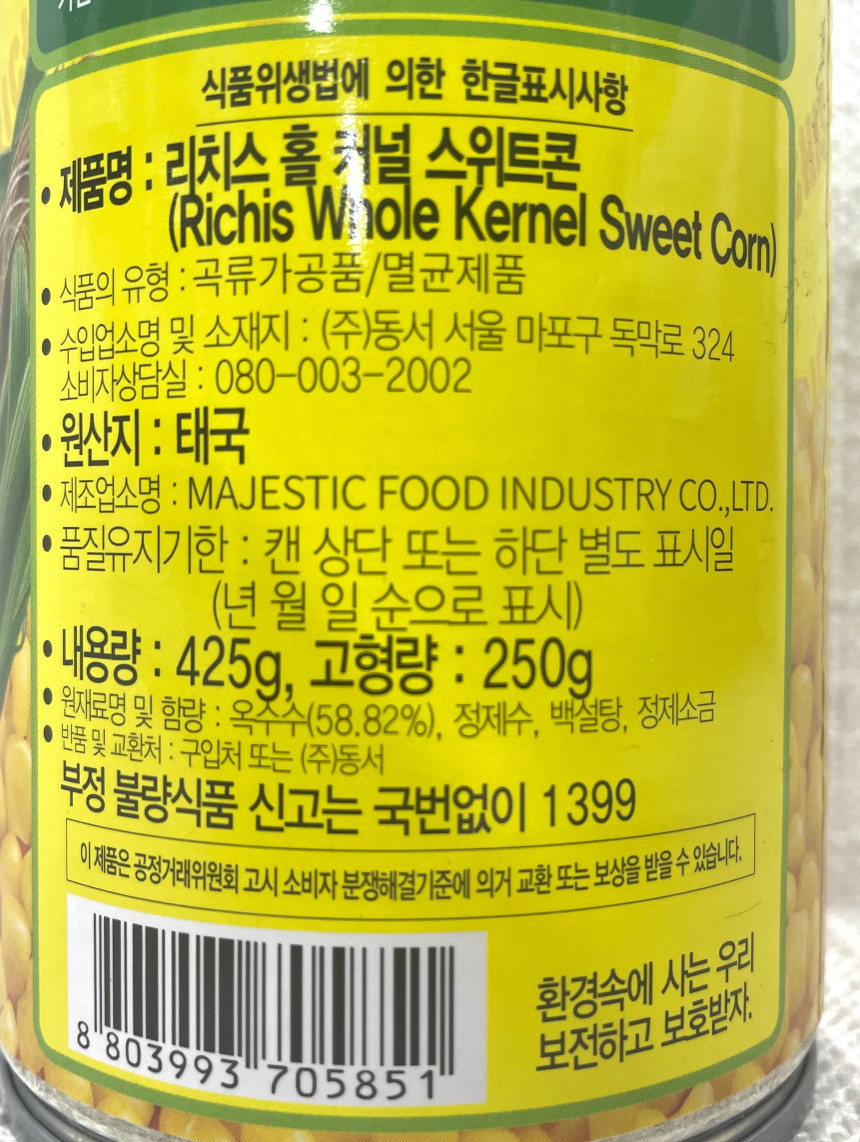 식품위생법에 의한 한글표시사항
• 제품명 : 리치스 홀 커널 스위트콘
(Richis Whole Kernel Sweet Corn)
• 식품의 유형 : 곡류가공품/멸균제품
• 수입업소명 및 소재지 : (주)동서 서울 마포구 독막로 324
소비자상담실 : 080-003-2002
• 원산지 : 태국
• 제조업소명 : MAJESTIC FOOD INDUSTRY CO.,LTD.
• 품질유지기한 : 캔 상단 또는 하단 별도 표시일
(년 월 일 순으로 표시)
• 내용량 : 425g, 고형량 : 250g
• 원재료명 및 함량 : 옥수수(58.82%), 정제수, 백설탕, 정제소금
• 반품 및 교환처 : 구입처 또는 (주)동서
부정 불량식품 신고는 국번없이 1399
이 제품은 공정거래위원회 고시 소비자 분쟁해결기준에 의거 교환 또는 보상을 받을 수 있습니다.
환경속에 사는 우리
보전하고 보호받자.
8 803993 705851